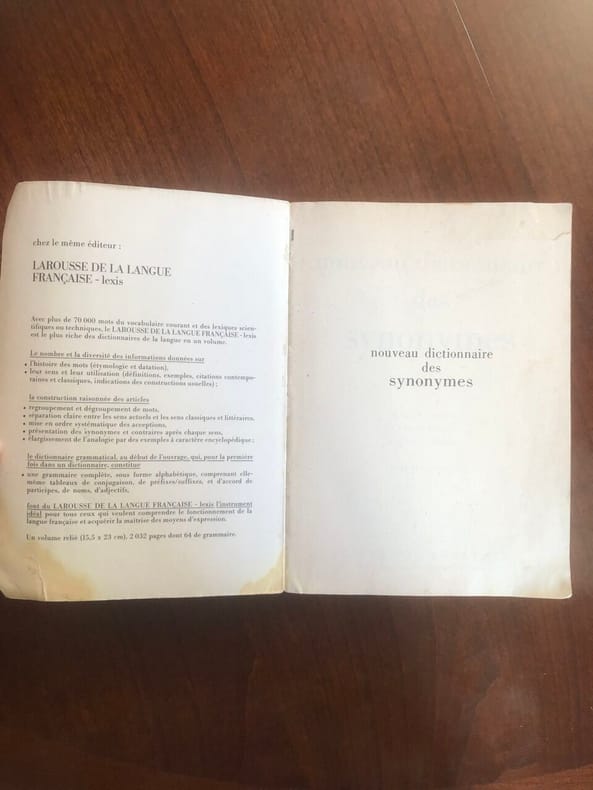 chez le même éditeur :
LAROUSSE DE LA LANGUE
FRANÇAISE - lexis
Avec plus de 70 000 mots du vocabulaire courant et des lexiques scien-
tifiques ou techniques, le LAROUSSE DE LA LANGUE FRANÇAISE - lexis
est le plus riche des dictionnaires de la langue en un volume.
Le nombre et la diversité des informations données sur
• l'histoire des mots (étymologie et datation),
• leur sens et leur utilisation (définitions, exemples, citations contempo-
raines et classiques, indications des constructions usuelles) ;
la construction raisonnée des articles
• regroupement et dégroupement de mots,
• séparation claire entre les sens actuels et les sens classiques et littéraires,
• mise en ordre systématique des acceptions,
• présentation des synonymes et contraires après chaque sens,
• élargissement de l'analogie par des exemples à caractère encyclopédique ;
le dictionnaire grammatical, au début de l'ouvrage, qui, pour la première
fois dans un dictionnaire, constitue
• une grammaire complète, sous forme alphabétique, comprenant elle-
même tableaux de conjugaison, de préfixes/suffixes, et d'accord de
participes, de noms, d'adjectifs,
font du LAROUSSE DE LA LANGUE FRANÇAISE - lexis l'instrument
idéal pour tous ceux qui veulent comprendre le fonctionnement de la
langue française et acquérir la maîtrise des moyens d'expression.
Un volume relié (15,5 x 23 cm), 2 032 pages dont 64 de grammaire.
nouveau dictionnaire
des
synonymes